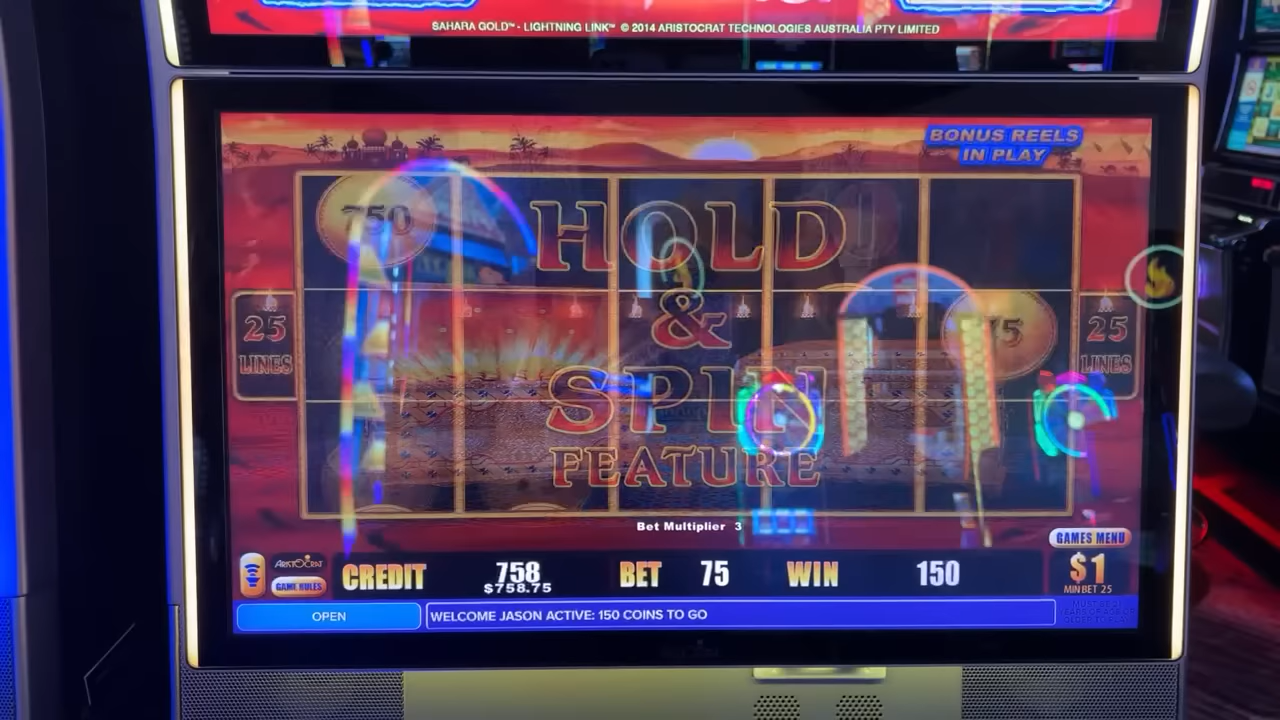 SAHARA GOLD™ - LIGHTNING LINK™ © 2014 ARISTOCRAT TECHNOLOGIES AUSTRALIA PTY LIMITED
BONUS REELS
IN PLAY
750
HOLD
&
SPIN
FEATURE
25
LINES
75
25
LINES
Bet Multiplier 3
GAMES MENU
ARISTOCRAT
GAME RULES
CREDIT 758
$758.75
BET 75
WIN 150
$1
MIN BET 25
OPEN
WELCOME JASON ACTIVE: 150 COINS TO GO